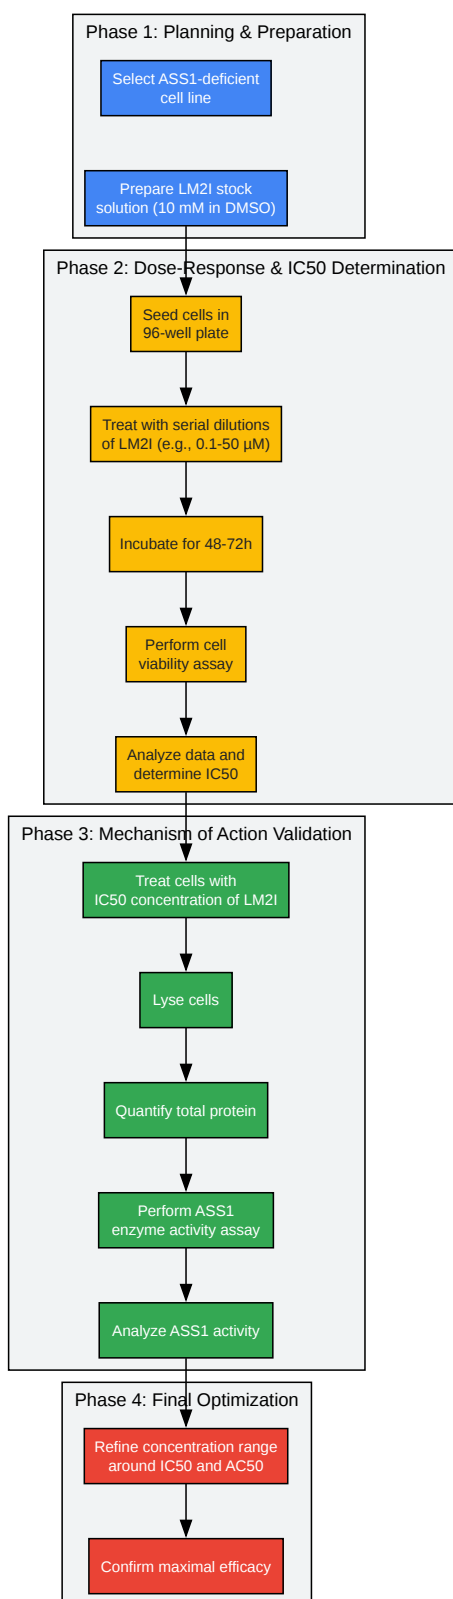 Phase 1: Planning & Preparation
Select ASS1-deficient
cell line
Prepare LM2I stock
solution (10 mM in DMSO)
Phase 2: Dose-Response & IC50 Determination
Seed cells in
96-well plate
Treat with serial dilutions
of LM2I (e.g., 0.1-50 µM)
Incubate for 48-72h
Perform cell
viability assay
Analyze data and
determine IC50
Phase 3: Mechanism of Action Validation
Treat cells with
IC50 concentration of LM2I
Lyse cells
Quantify total protein
Perform ASS1
enzyme activity assay
Analyze ASS1 activity
Phase 4: Final Optimization
Refine concentration range
around IC50 and AC50
Confirm maximal efficacy